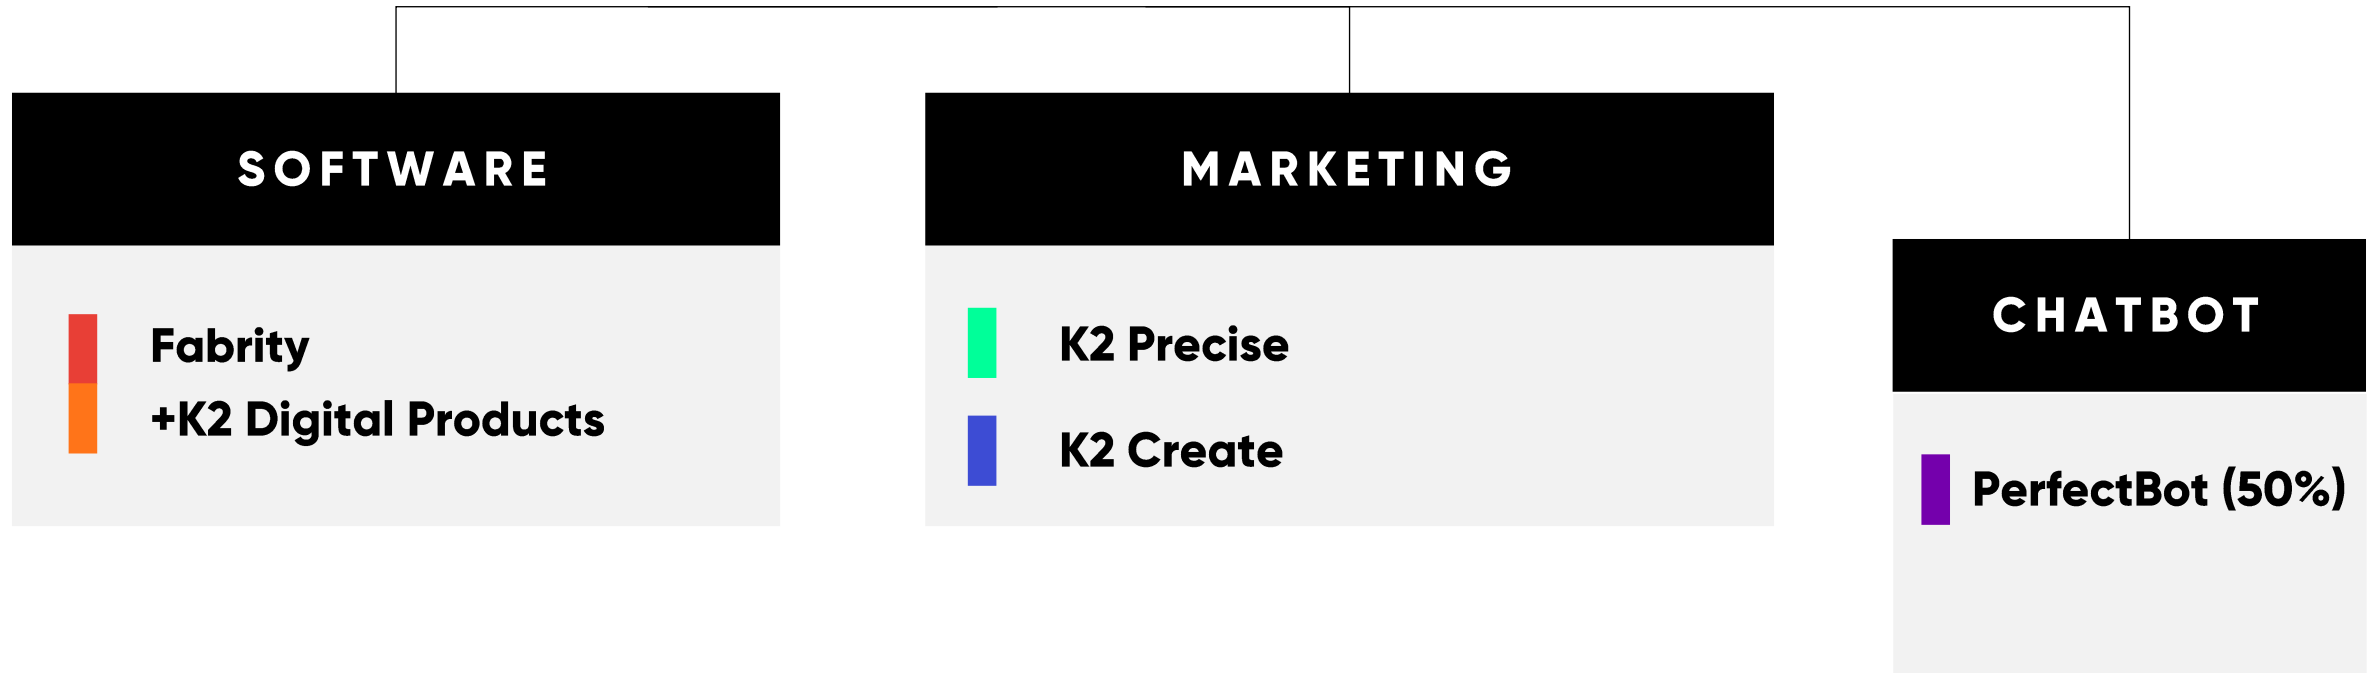 SOFTWARE
Fabrity
+K2 Digital Products
MARKETING
K2 Precise
K2 Create
CHATBOT
PerfectBot (50%)